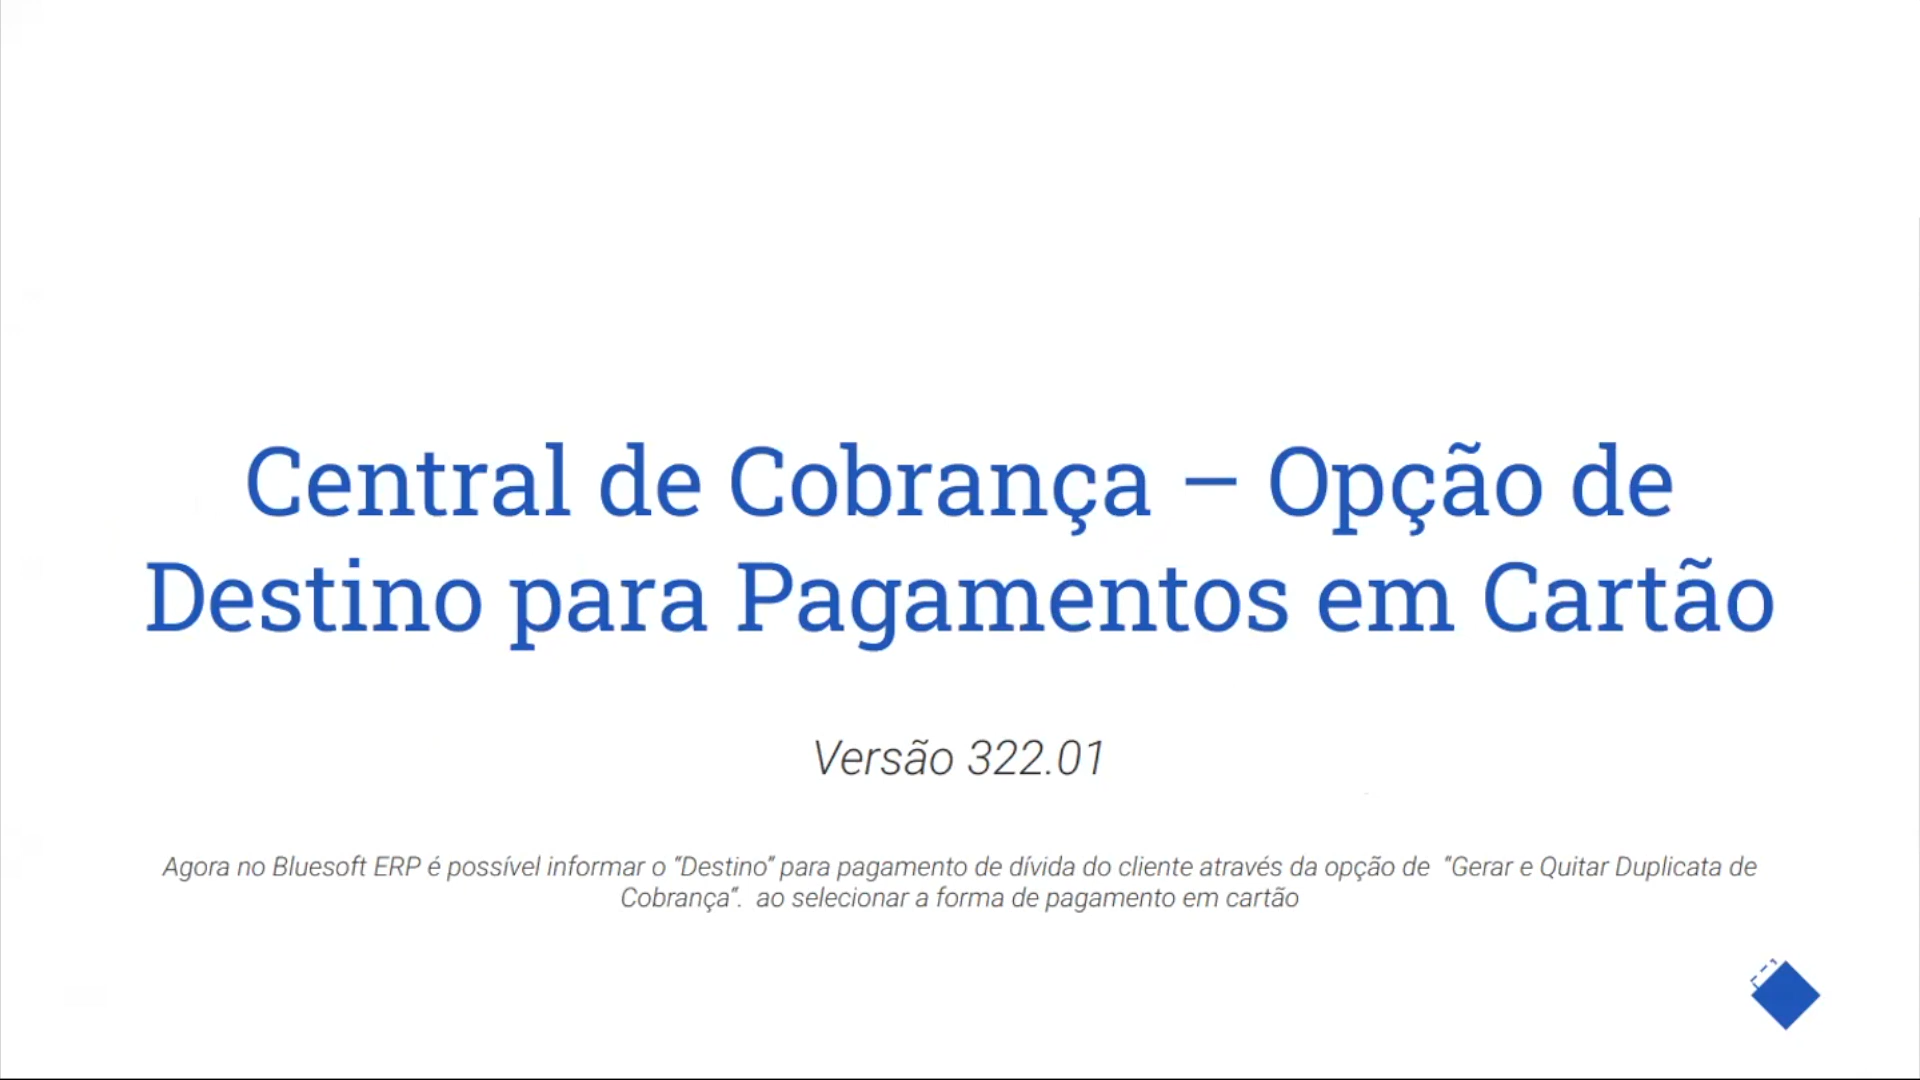 Central de Cobrança – Opção de
Destino para Pagamentos em Cartão
Versão 322.01
Agora no Bluesoft ERP é possível informar o “Destino” para pagamento de dívida do cliente através da opção de  “Gerar e Quitar Duplicata de
Cobrança”.  ao selecionar a forma de pagamento em cartão